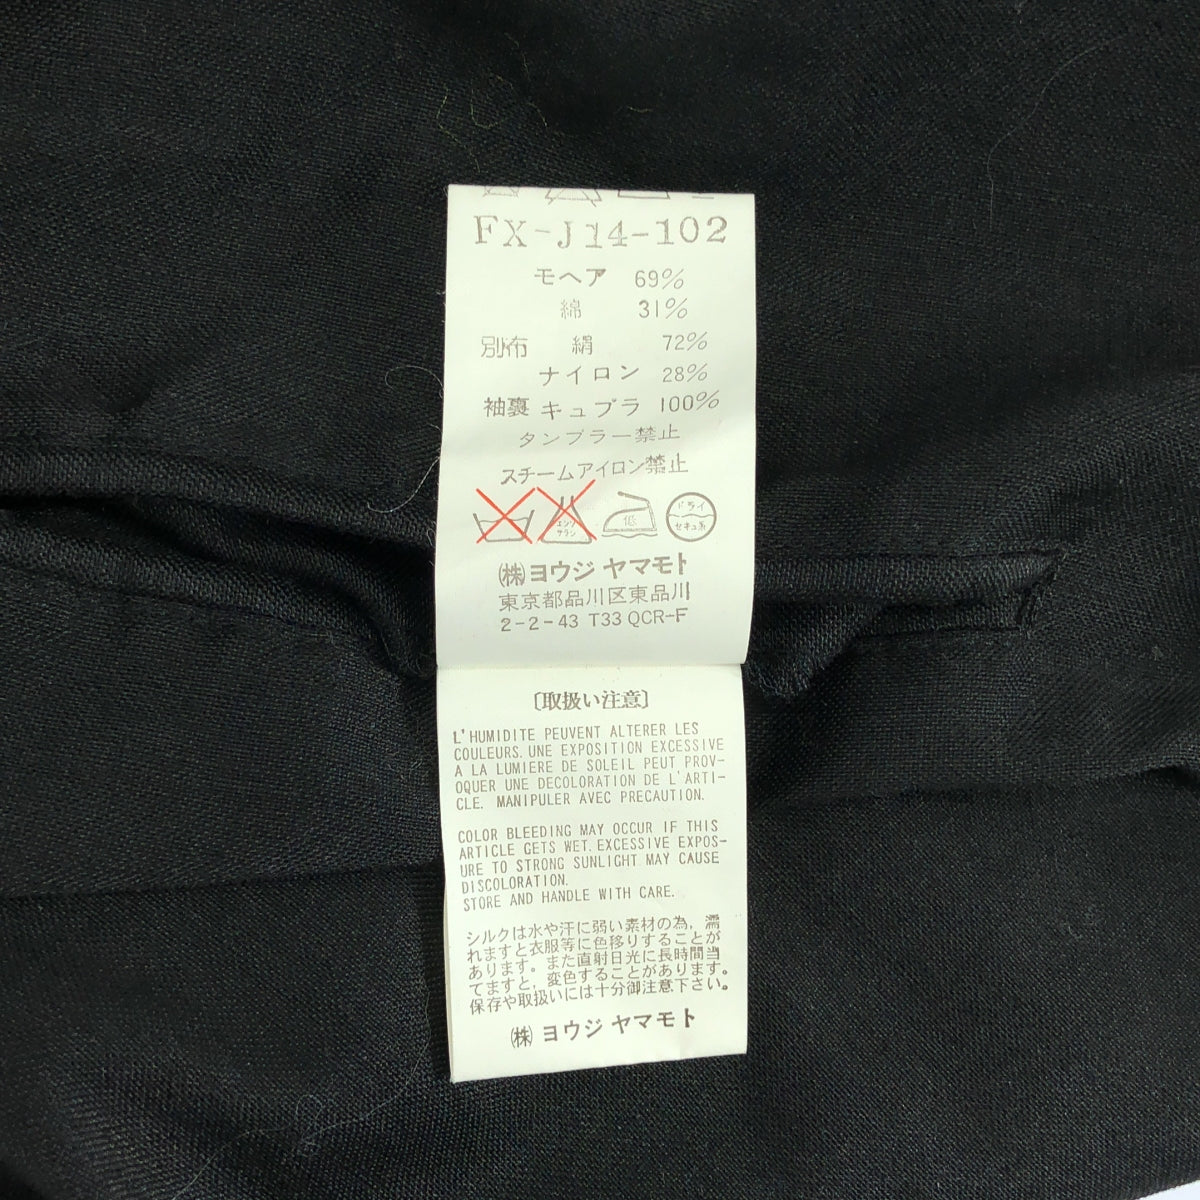 FX-J14-102
モヘア 69%
綿 31%
別布 絹 72%
ナイロン 28%
袖裏 キュプラ 100%
タンブラー禁止
スチームアイロン禁止
エンソ サラシ 低 ドライ セキユ系
㈱ヨウジ ヤマモト
東京都品川区東品川
2-2-43 T33 QCR-F
〔取扱い注意〕
L'HUMIDITE PEUVENT ALTERER LES
COULEURS. UNE EXPOSITION EXCESSIVE
A LA LUMIERE DE SOLEIL PEUT PROV-
OQUER UNE DECOLORATION DE L'ARTI-
CLE. MANIPULER AVEC PRECAUTION.
COLOR BLEEDING MAY OCCUR IF THIS
ARTICLE GETS WET. EXCESSIVE EXPOS-
URE TO STRONG SUNLIGHT MAY CAUSE
DISCOLORATION.
STORE AND HANDLE WITH CARE.
シルクは水や汗に弱い素材の為，濡
れますと衣服等に色移りすることが
あります。また直射日光に長時間当
てますと，変色することがあります。
保存や取扱いには十分御注意下さい。
㈱ヨウジ ヤマモト